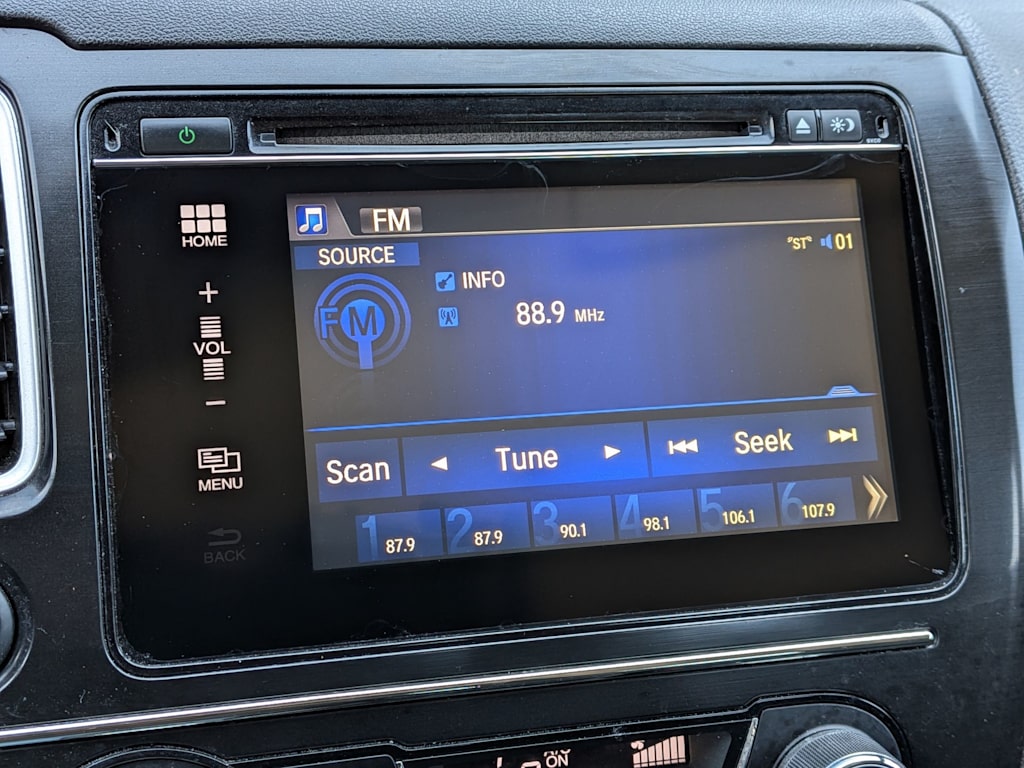 HOME
+
VOL
−
MENU
BACK
FM
SOURCE
"ST" 01
FM
INFO
88.9 MHz
Scan
Tune
Seek
1 87.9
2 87.9
3 90.1
4 98.1
5 106.1
6 107.9
ON